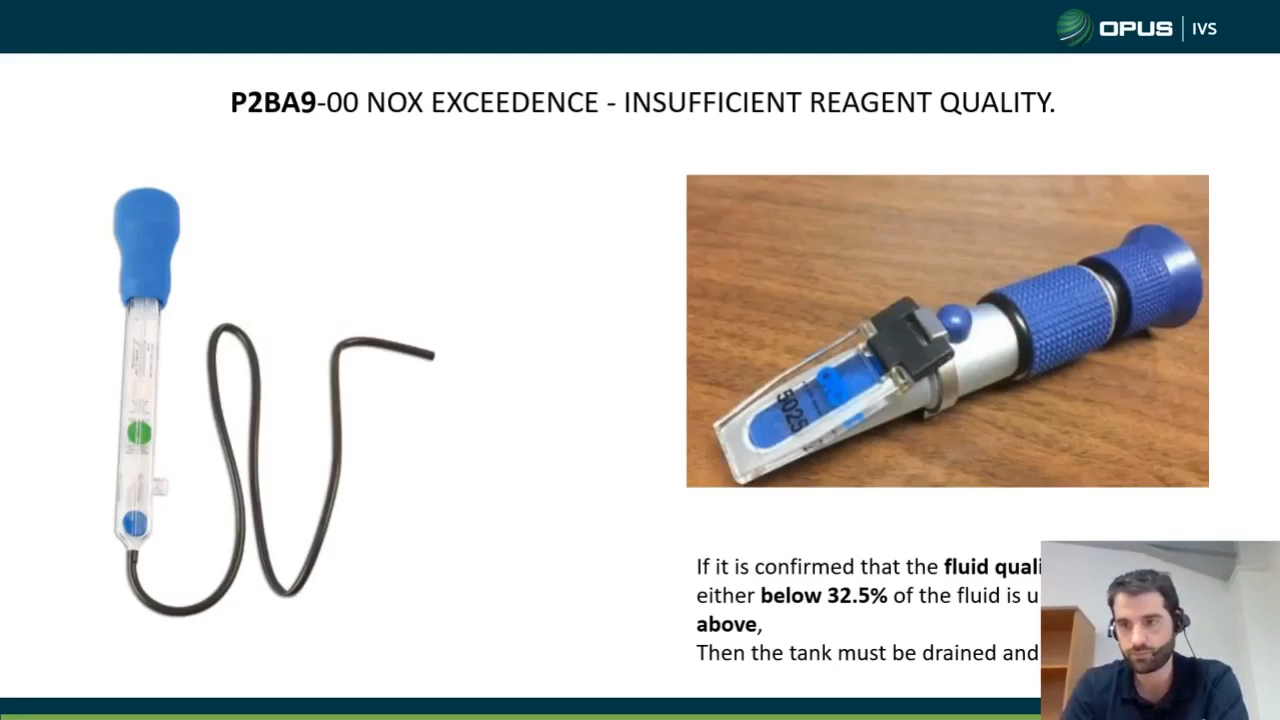 OPUS IVS
P2BA9-00 NOX EXCEEDENCE - INSUFFICIENT REAGENT QUALITY.
5025
If it is confirmed that the fluid quali
either below 32.5% of the fluid is u
above,
Then the tank must be drained and